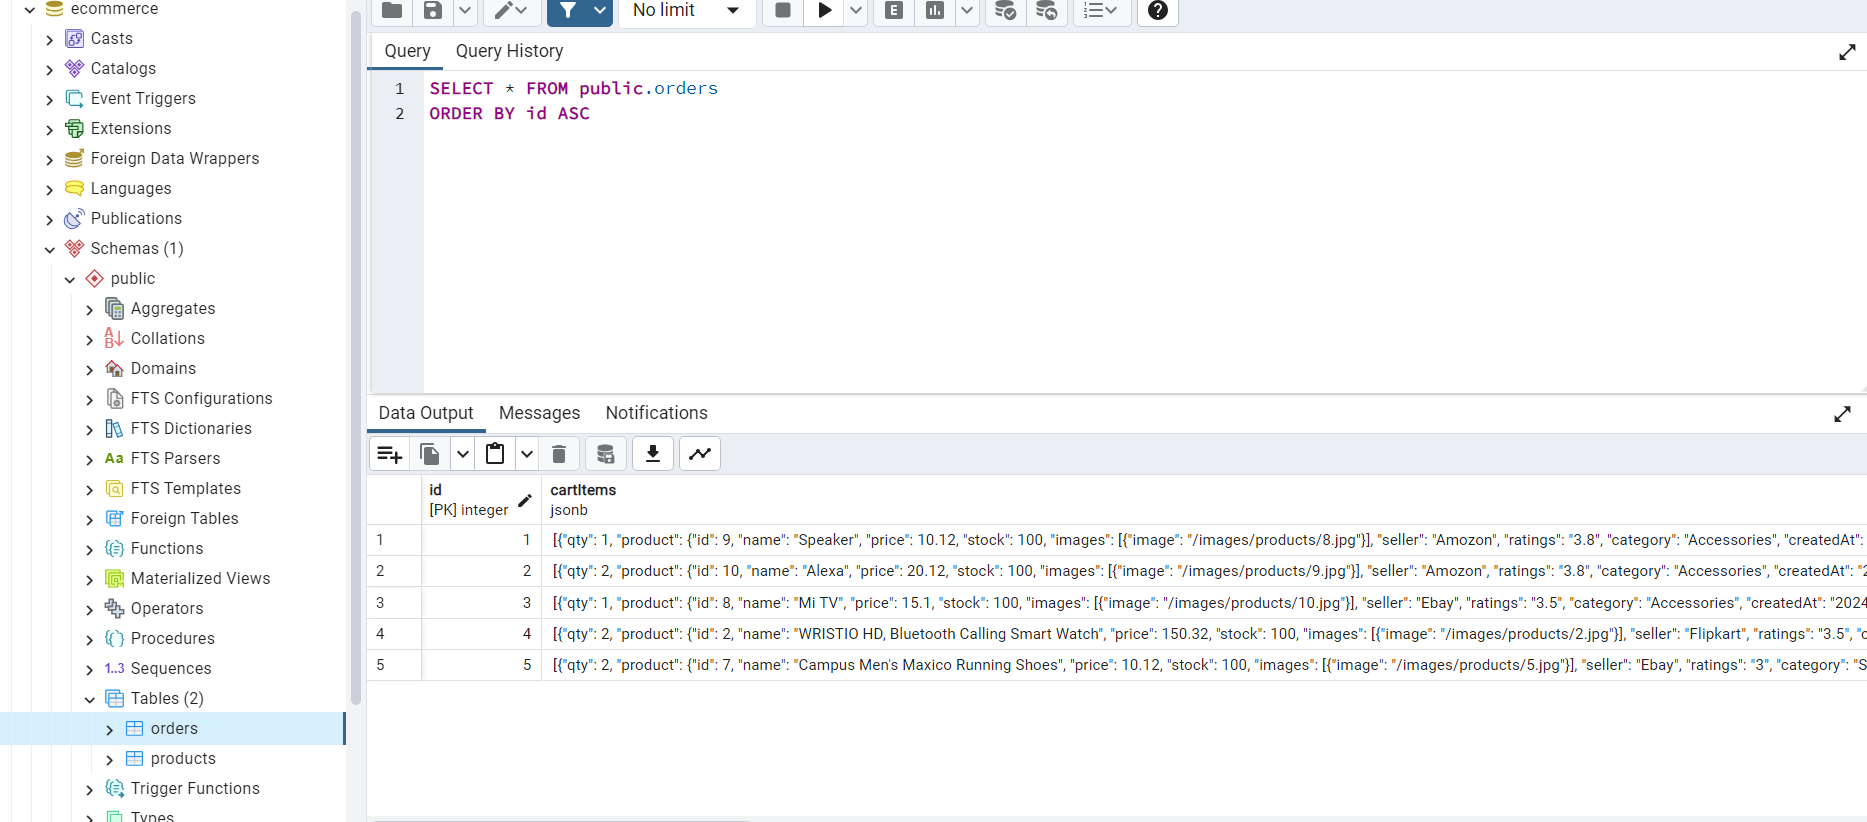 ecommerce
Casts
Catalogs
Event Triggers
Extensions
Foreign Data Wrappers
Languages
Publications
Schemas (1)
public
Aggregates
Collations
Domains
FTS Configurations
FTS Dictionaries
Aa FTS Parsers
FTS Templates
Foreign Tables
Functions
Materialized Views
Operators
Procedures
1..3 Sequences
Tables (2)
orders
products
Trigger Functions
Types
No limit
E
Query Query History
1 SELECT * FROM public.orders
2 ORDER BY id ASC
Data Output Messages Notifications
id cartItems
[PK] integer jsonb
1 1 [{"qty": 1, "product": {"id": 9, "name": "Speaker", "price": 10.12, "stock": 100, "images": [{"image": "/images/products/8.jpg"}], "seller": "Amozon", "ratings": "3.8", "category": "Accessories", "createdAt":
2 2 [{"qty": 2, "product": {"id": 10, "name": "Alexa", "price": 20.12, "stock": 100, "images": [{"image": "/images/products/9.jpg"}], "seller": "Amozon", "ratings": "3.8", "category": "Accessories", "createdAt": "2
3 3 [{"qty": 1, "product": {"id": 8, "name": "Mi TV", "price": 15.1, "stock": 100, "images": [{"image": "/images/products/10.jpg"}], "seller": "Ebay", "ratings": "3.5", "category": "Accessories", "createdAt": "2024
4 4 [{"qty": 2, "product": {"id": 2, "name": "WRISTIO HD, Bluetooth Calling Smart Watch", "price": 150.32, "stock": 100, "images": [{"image": "/images/products/2.jpg"}], "seller": "Flipkart", "ratings": "3.5", "c
5 5 [{"qty": 2, "product": {"id": 7, "name": "Campus Men's Maxico Running Shoes", "price": 10.12, "stock": 100, "images": [{"image": "/images/products/5.jpg"}], "seller": "Ebay", "ratings": "3", "category": "S